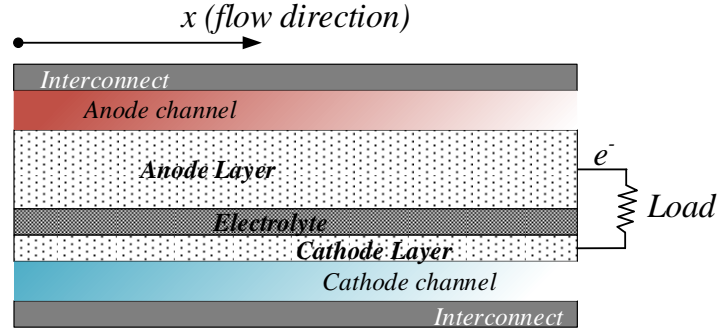 x (flow direction)
Interconnect
Anode channel
Anode Layer
e-
Load
Electrolyte
Cathode Layer
Cathode channel
Interconnect